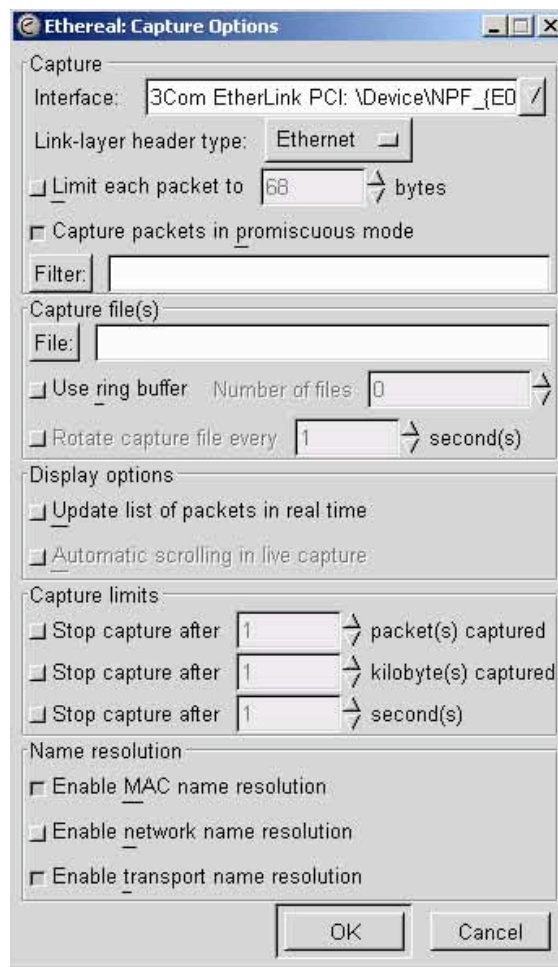 Ethereal: Capture Options
Capture
Interface: 3Com EtherLink PCI: \Device\NPF_{E0
Link-layer header type: Ethernet
Limit each packet to 68 bytes
Capture packets in promiscuous mode
Filter:
Capture file(s)
File:
Use ring buffer Number of files 0
Rotate capture file every 1 second(s)
Display options
Update list of packets in real time
Automatic scrolling in live capture
Capture limits
Stop capture after 1 packet(s) captured
Stop capture after 1 kilobyte(s) captured
Stop capture after 1 second(s)
Name resolution
Enable MAC name resolution
Enable network name resolution
Enable transport name resolution
OK Cancel